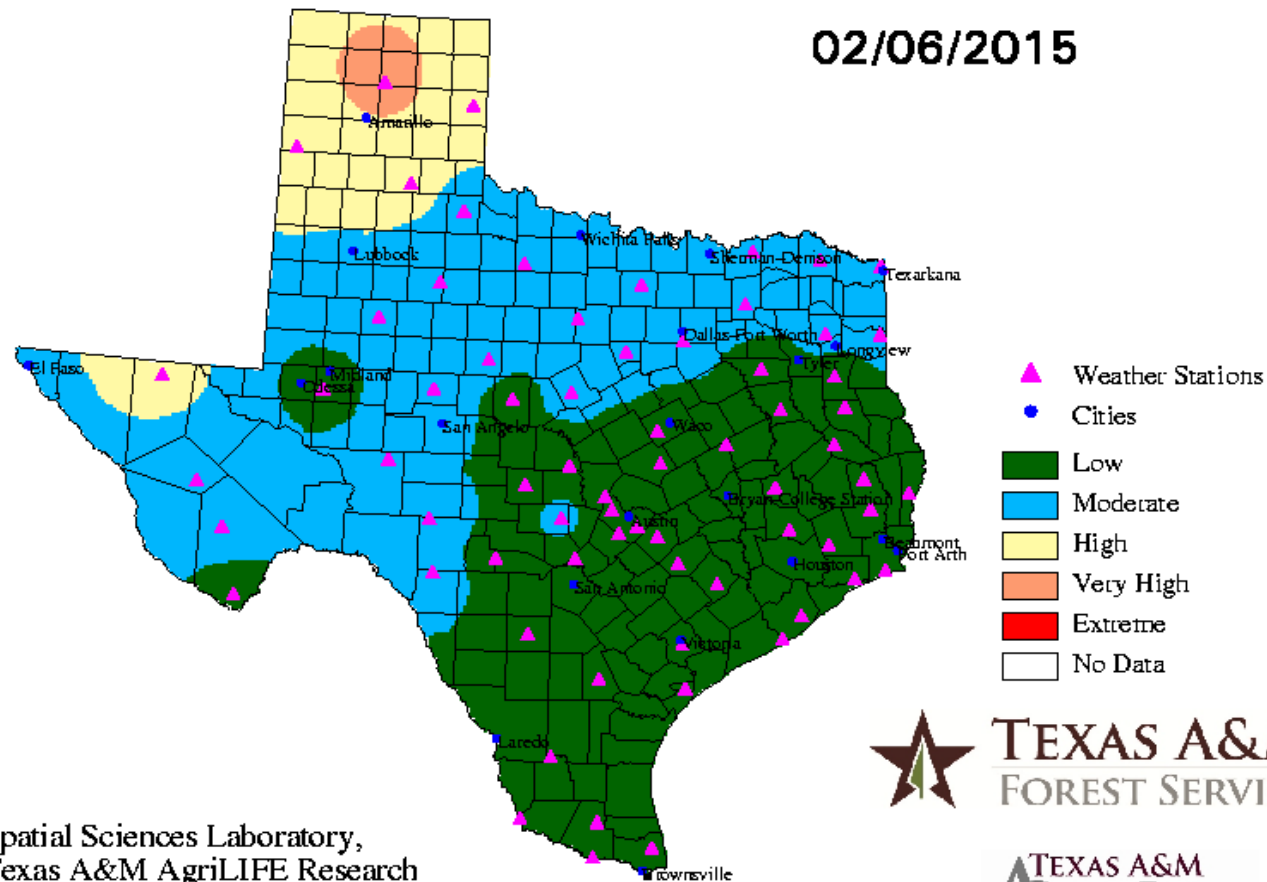 02/06/2015
Amarillo
Lubbock
Wichita Falls
Sherman-Denison
Texarkana
Dallas-Fort Worth
Longview
Tyler
El Paso
Midland
Odessa
San Angelo
Waco
Bryan-College Station
Austin
Beaumont
Port Arth
Houston
San Antonio
Victoria
Laredo
Brownsville
Weather Stations
Cities
Low
Moderate
High
Very High
Extreme
No Data
TEXAS A&
FOREST SERVI
patial Sciences Laboratory,
exas A&M AgriLIFE Research
TEXAS A&M